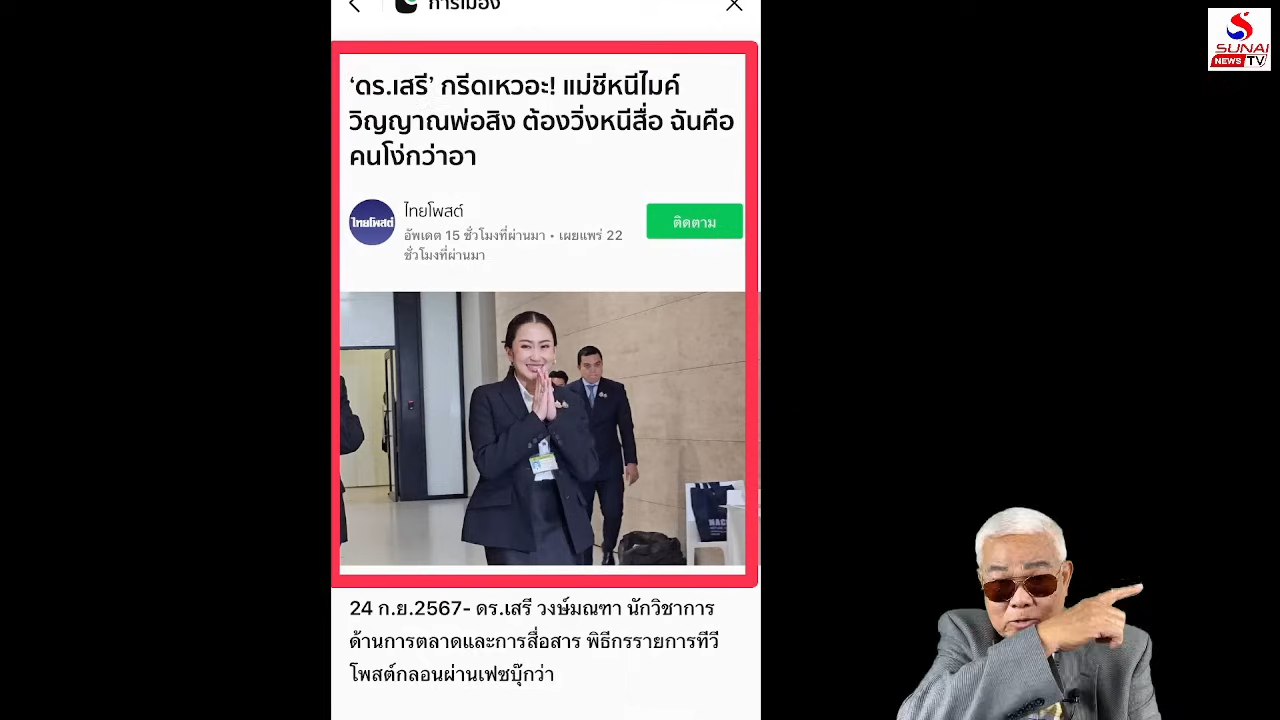 การเมือง
SUNAI
NEWS TV
‘ดร.เสรี’ กรีดเหวอะ! แม่ชีหนีไมค์
วิญญาณพ่อสิง ต้องวิ่งหนีสื่อ ฉันคือ
คนโง่กว่าอา
ไทยโพสต์
ไทยโพสต์
อัพเดต 15 ชั่วโมงที่ผ่านมา • เผยแพร่ 22
ชั่วโมงที่ผ่านมา
ติดตาม
24 ก.ย.2567- ดร.เสรี วงษ์มณฑา นักวิชาการ
ด้านการตลาดและการสื่อสาร พิธีกรรายการทีวี
โพสต์กลอนผ่านเฟซบุ๊กว่า